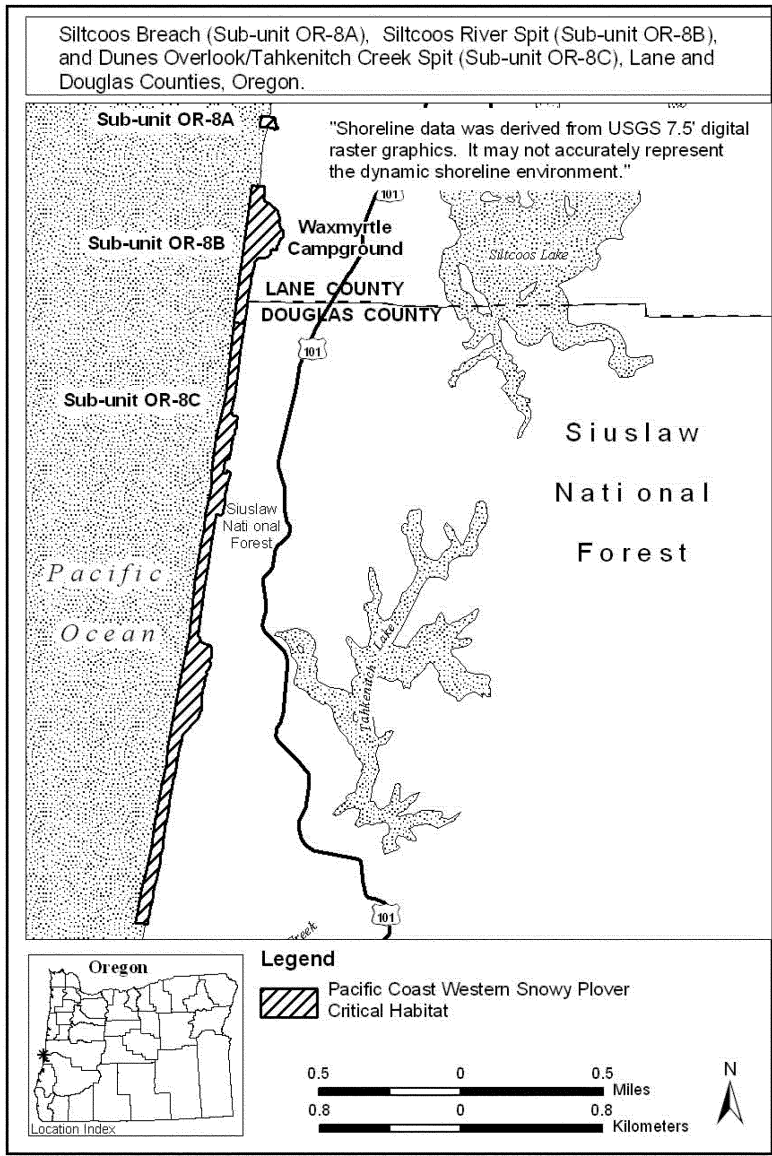 Siltcoos Breach (Sub-unit OR-8A), Siltcoos River Spit (Sub-unit OR-8B),
and Dunes Overlook/Tahkenitch Creek Spit (Sub-unit OR-8C), Lane and
Douglas Counties, Oregon.
Sub-unit OR-8A
"Shoreline data was derived from USGS 7.5' digital
raster graphics. It may not accurately represent
the dynamic shoreline environment."
101
Sub-unit OR-8B
Waxmyrtle
Campground
Siltcoos Lake
LANE COUNTY
DOUGLAS COUNTY
101
Sub-unit OR-8C
Siuslaw
National
Forest
Siuslaw
National
Forest
Pacific
Ocean
Tahkenitch Lake
101
Creek
Oregon
Location Index
Legend
Pacific Coast Western Snowy Plover
Critical Habitat
0.5 0 0.5
Miles
0.8 0 0.8
Kilometers
N